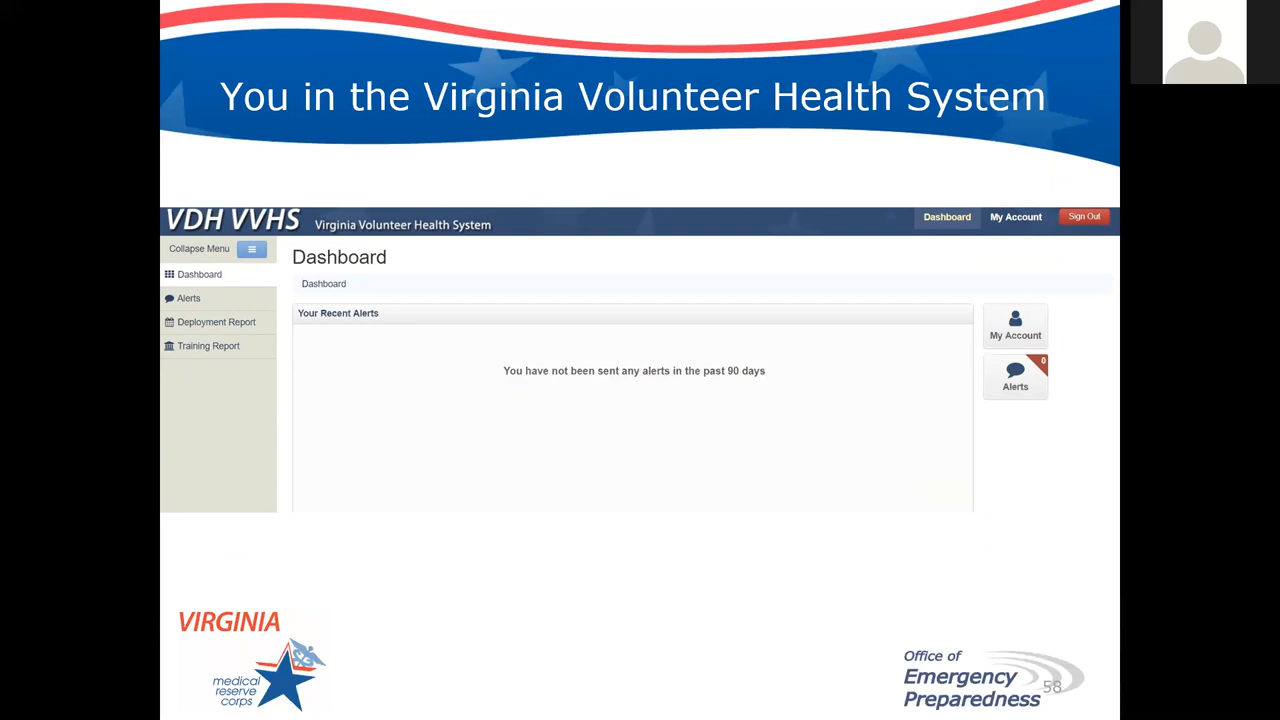 You in the Virginia Volunteer Health System
VDH VVHS Virginia Volunteer Health System
Dashboard My Account Sign Out
Collapse Menu
Dashboard
Alerts
Deployment Report
Training Report
Dashboard
Dashboard
Your Recent Alerts
You have not been sent any alerts in the past 90 days
My Account
0
Alerts
VIRGINIA
medical
reserve
corps
Office of
Emergency
Preparedness
58